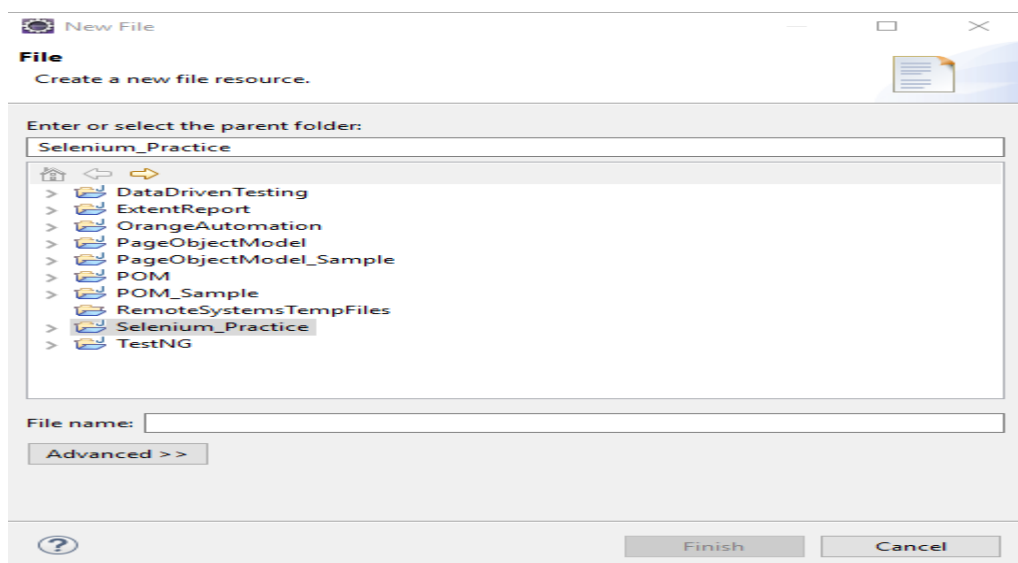 New File
File
Create a new file resource.
Enter or select the parent folder:
Selenium_Practice
> DataDrivenTesting
> ExtentReport
> OrangeAutomation
> PageObjectModel
> PageObjectModel_Sample
> POM
> POM_Sample
RemoteSystemsTempFiles
> Selenium_Practice
> TestNG
File name:
Advanced >>
? Finish Cancel